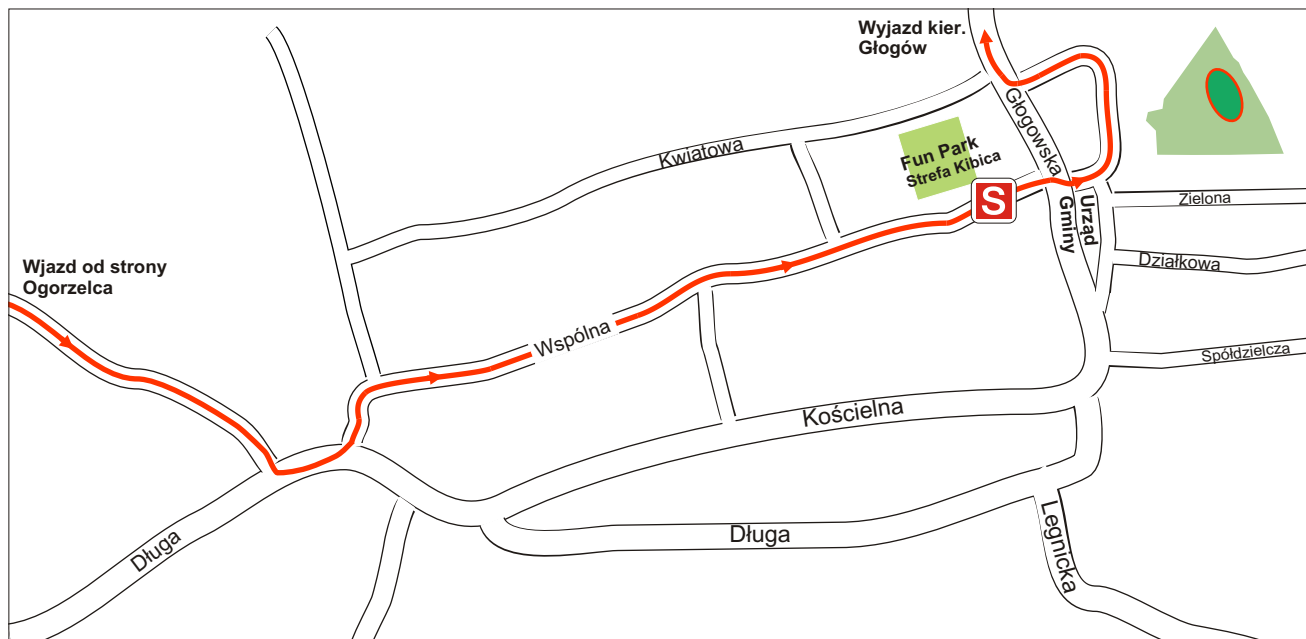 Wyjazd kier.
Głogów
Głogowska
Kwiatowa
Fun Park
Strefa Kibica
S
Urząd
Gminy
Zielona
Działkowa
Wjazd od strony
Ogorzelca
Wspólna
Spółdzielcza
Kościelna
Długa
Długa
Legnicka